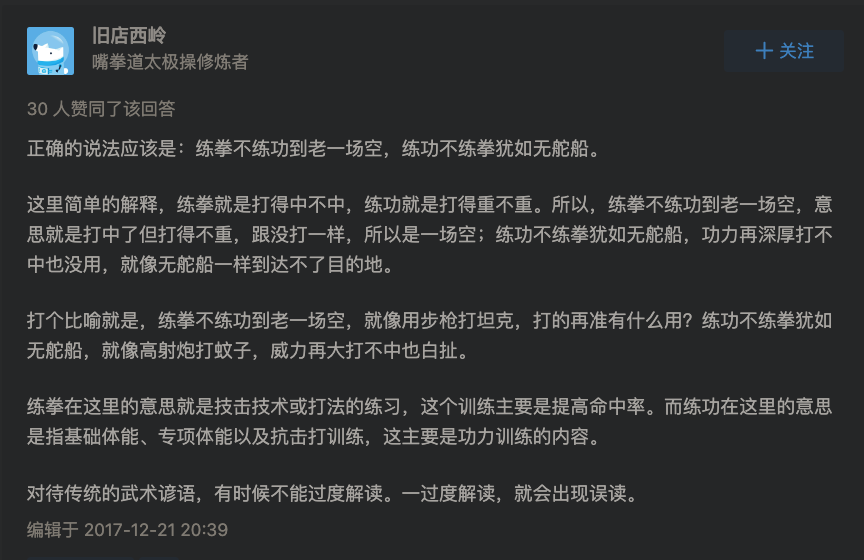 旧店西岭
嘴拳道太极操修炼者
+ 关注
30 人赞同了该回答
正确的说法应该是：练拳不练功到老一场空，练功不练拳犹如无舵船。
这里简单的解释，练拳就是打得中不中，练功就是打得重不重。所以，练拳不练功到老一场空，意
思就是打中了但打得不重，跟没打一样，所以是一场空；练功不练拳犹如无舵船，功力再深厚打不
中也没用，就像无舵船一样到达不了目的地。
打个比喻就是，练拳不练功到老一场空，就像用步枪打坦克，打的再准有什么用？练功不练拳犹如
无舵船，就像高射炮打蚊子，威力再大打不中也白扯。
练拳在这里的意思就是技击技术或打法的练习，这个训练主要是提高命中率。而练功在这里的意思
是指基础体能、专项体能以及抗击打训练，这主要是功力训练的内容。
对待传统的武术谚语，有时候不能过度解读。一过度解读，就会出现误读。
编辑于 2017-12-21 20:39